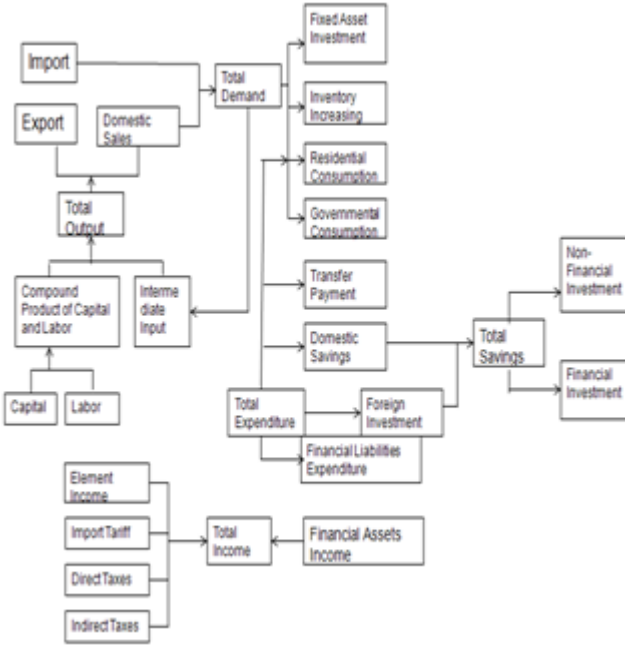 Fixed Asset
Investment
Import
Total
Demand
Inventory
Increasing
Export
Domestic
Sales
Residential
Consumption
Total
Output
Governmental
Consumption
Compound
Product of Capital
and Labor
Interme
diate
Input
Transfer
Payment
Non-
Financial
Investment
Domestic
Savings
Total
Savings
Capital
Labor
Total
Expenditure
Foreign
Investment
Financial
Investment
Financial Liabilities
Expenditure
Element
Income
Import Tariff
Total
Income
Financial Assets
Income
Direct Taxes
Indirect Taxes